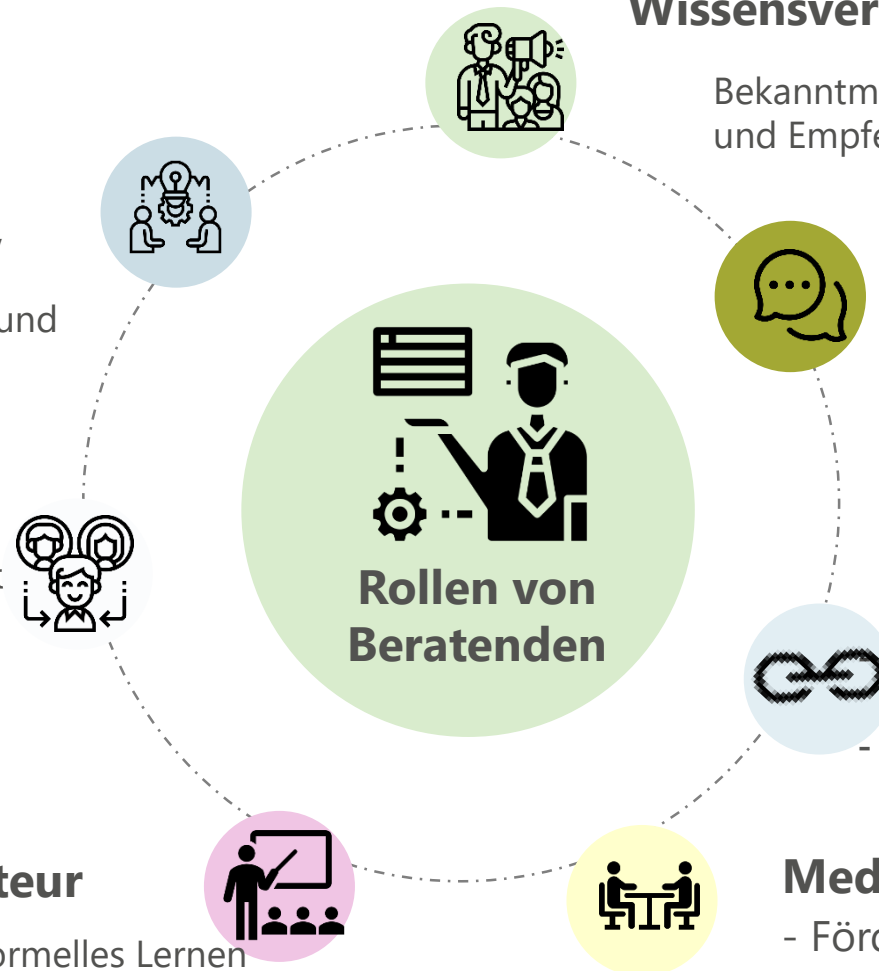 Wissensver
Bekanntm
und Empfe
und
Rollen von
Beratenden
-
teur
Med
ormelles Lernen
- Förd